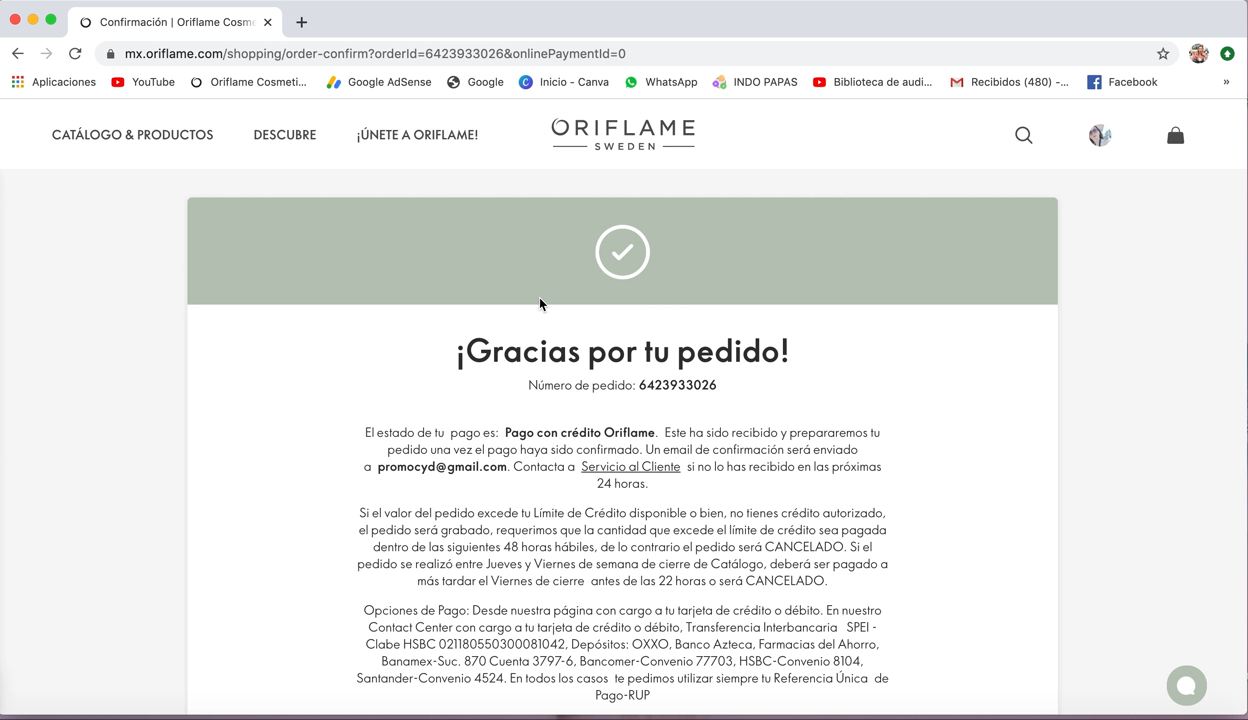 Confirmación | Oriflame Cosme
mx.oriflame.com/shopping/order-confirm?orderId=6423933026&onlinePaymentId=0
Aplicaciones YouTube Oriflame Cosmeti... Google AdSense Google Inicio - Canva WhatsApp INDO PAPAS Biblioteca de audi... Recibidos (480) -... Facebook »
CATÁLOGO & PRODUCTOS DESCUBRE ¡ÚNETE A ORIFLAME! ORIFLAME
SWEDEN
¡Gracias por tu pedido!
Número de pedido: 6423933026
El estado de tu pago es: Pago con crédito Oriflame. Este ha sido recibido y prepararemos tu
pedido una vez el pago haya sido confirmado. Un email de confirmación será enviado
a promocyd@gmail.com. Contacta a Servicio al Cliente si no lo has recibido en las próximas
24 horas.
Si el valor del pedido excede tu Límite de Crédito disponible o bien, no tienes crédito autorizado,
el pedido será grabado, requerimos que la cantidad que excede el límite de crédito sea pagada
dentro de las siguientes 48 horas hábiles, de lo contrario el pedido será CANCELADO. Si el
pedido se realizó entre Jueves y Viernes de semana de cierre de Catálogo, deberá ser pagado a
más tardar el Viernes de cierre antes de las 22 horas o será CANCELADO.
Opciones de Pago: Desde nuestra página con cargo a tu tarjeta de crédito o débito. En nuestro
Contact Center con cargo a tu tarjeta de crédito o débito, Transferencia Interbancaria SPEI -
Clabe HSBC 021180550300081042, Depósitos: OXXO, Banco Azteca, Farmacias del Ahorro,
Banamex-Suc. 870 Cuenta 3797-6, Bancomer-Convenio 77703, HSBC-Convenio 8104,
Santander-Convenio 4524. En todos los casos te pedimos utilizar siempre tu Referencia Única de
Pago-RUP